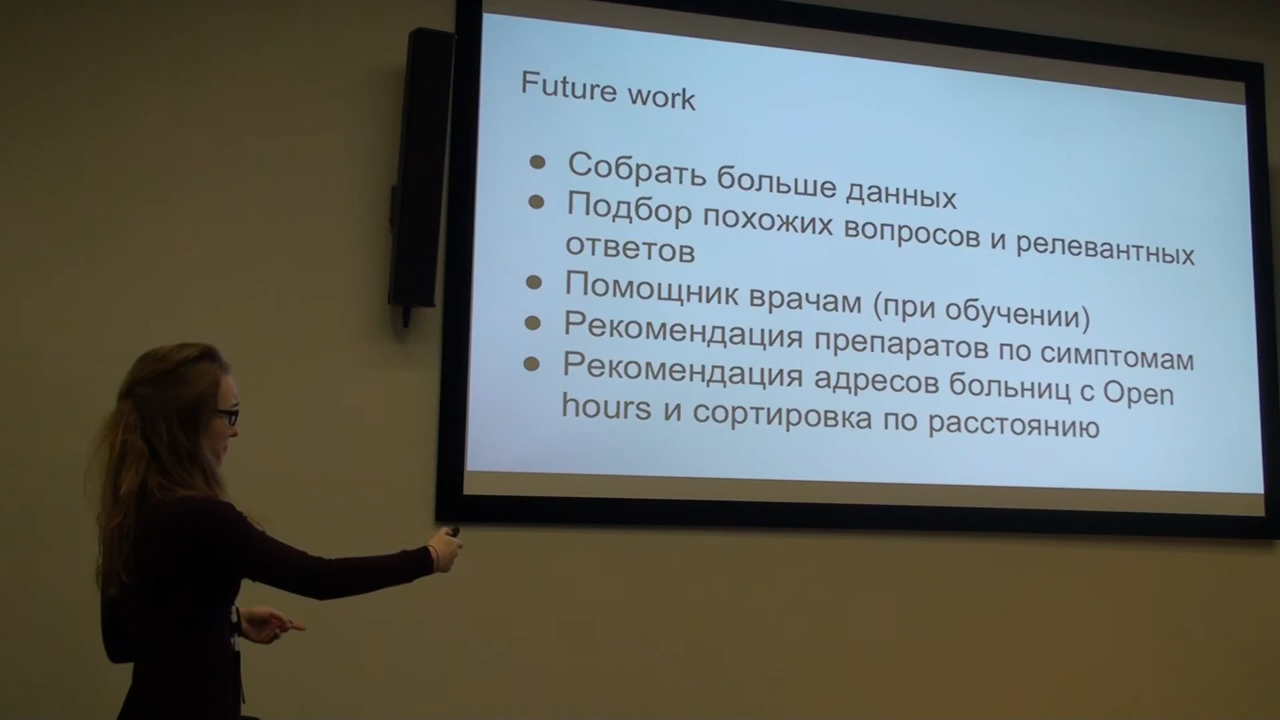 Future work
● Собрать больше данных
● Подбор похожих вопросов и релевантных
ответов
● Помощник врачам (при обучении)
● Рекомендация препаратов по симптомам
● Рекомендация адресов больниц с Open
hours и сортировка по расстоянию